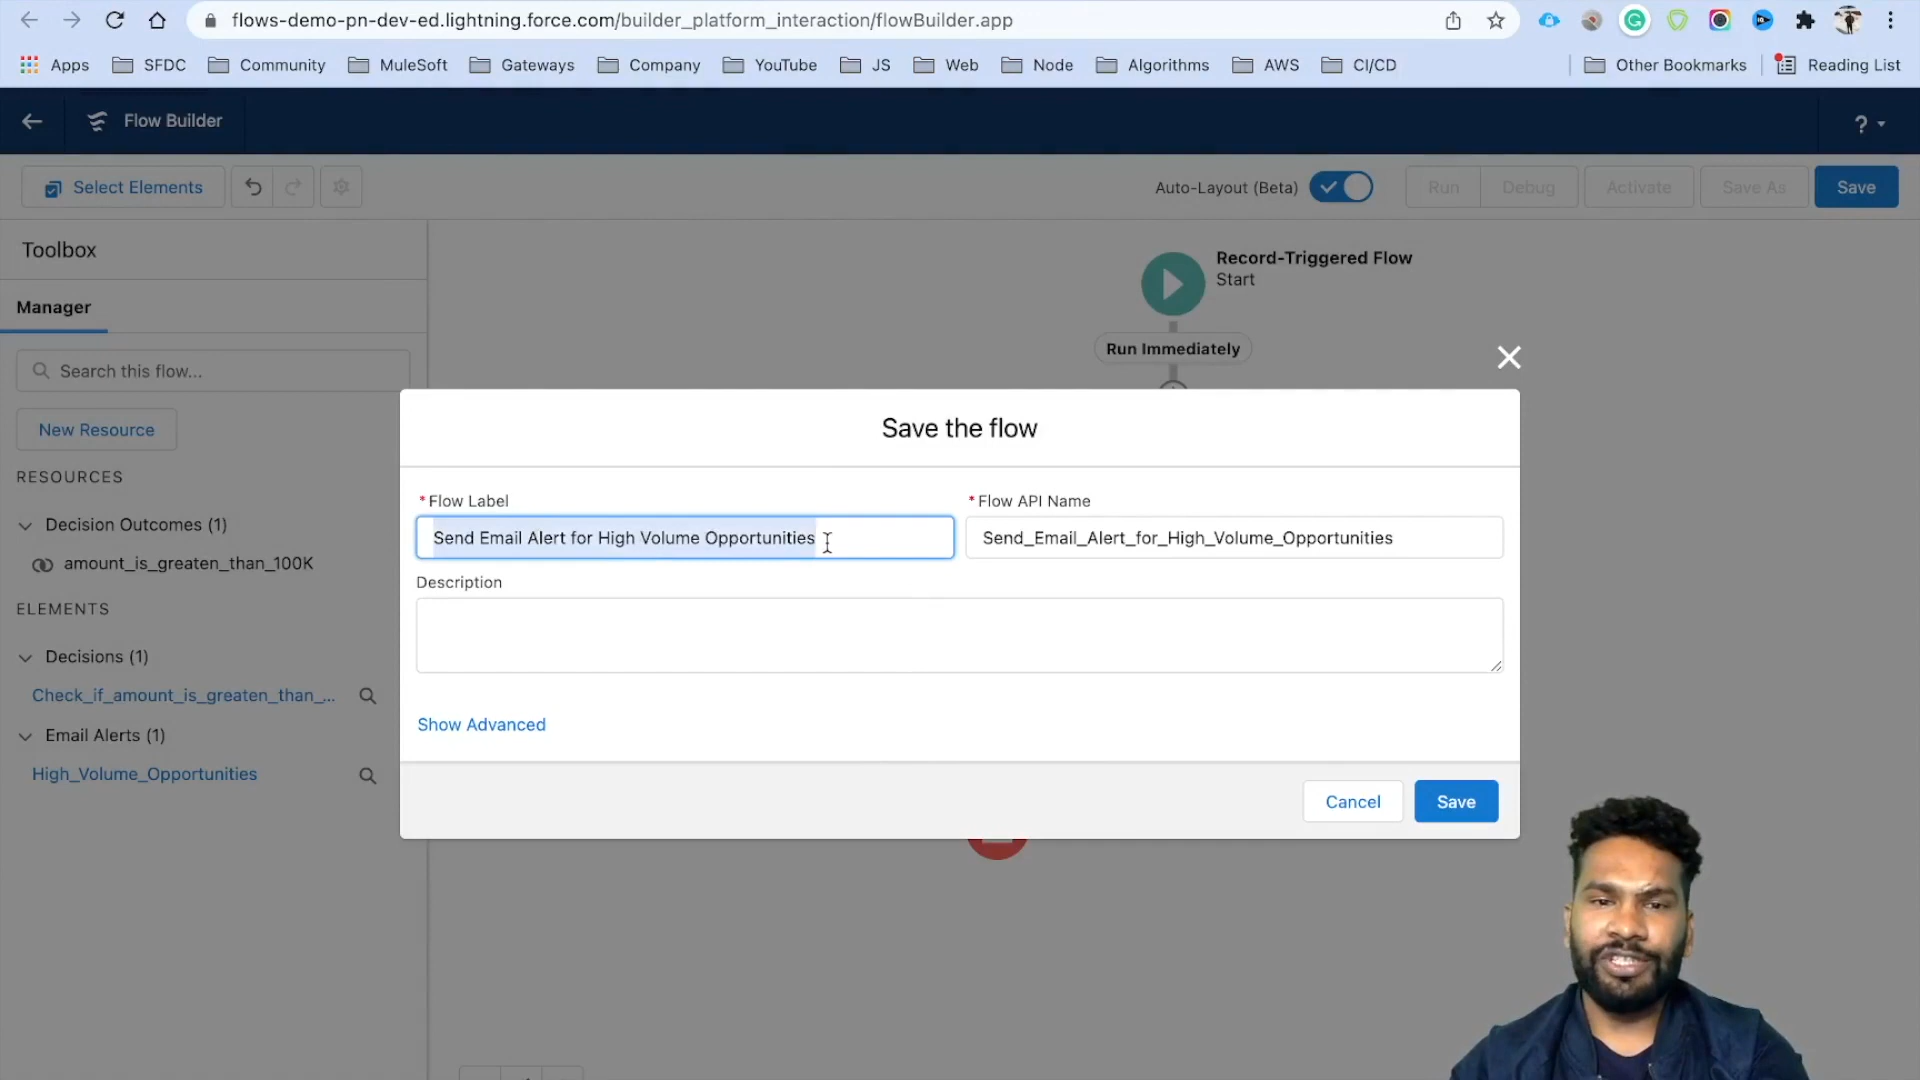 flows-demo-pn-dev-ed.lightning.force.com/builder_platform_interaction/flowBuilder.app
Apps SFDC Community MuleSoft Gateways Company YouTube JS Web Node Algorithms AWS CI/CD Other Bookmarks Reading List
Flow Builder ?
Select Elements Auto-Layout (Beta) Run Debug Activate Save As Save
Toolbox
Manager
Search this flow...
New Resource
RESOURCES
Decision Outcomes (1)
amount_is_greaten_than_100K
ELEMENTS
Decisions (1)
Check_if_amount_is_greaten_than_...
Email Alerts (1)
High_Volume_Opportunities
Record-Triggered Flow
Start
Run Immediately
Save the flow
*Flow Label *Flow API Name
Send Email Alert for High Volume Opportunities Send_Email_Alert_for_High_Volume_Opportunities
Description
Show Advanced
Cancel Save